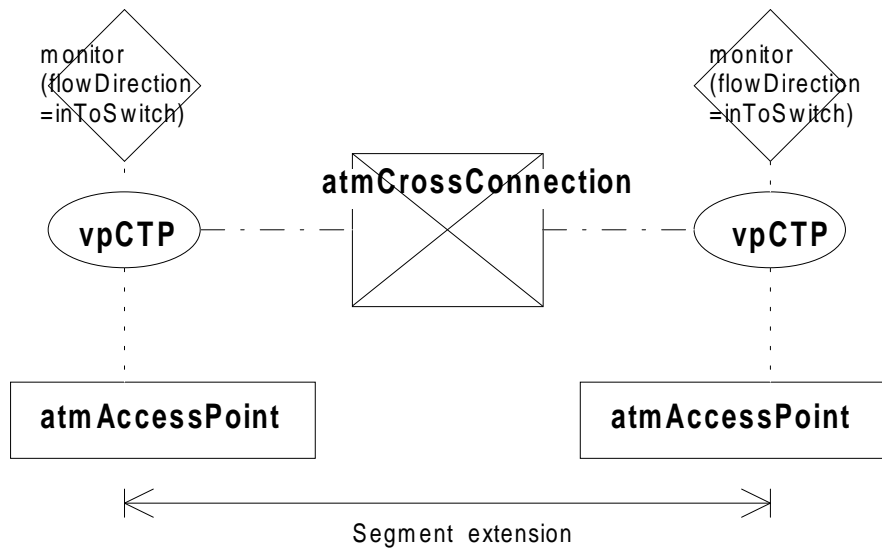 monitor
(flowDirection
=inToSwitch)
monitor
(flowDirection
=inToSwitch)
atmCrossConnection
vpCTP
vpCTP
atmAccessPoint
atmAccessPoint
Segment extension